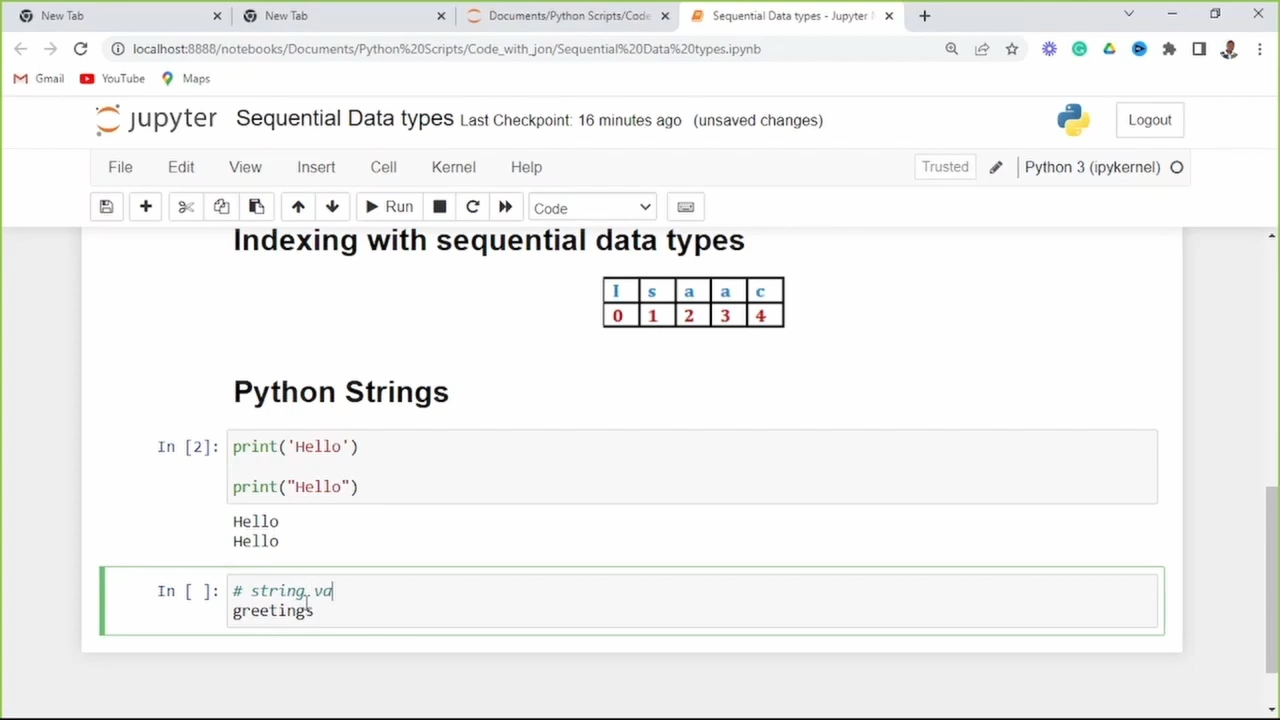 New Tab
New Tab
Documents/Python Scripts/Code
Sequential Data types - Jupyter
localhost:8888/notebooks/Documents/Python%20Scripts/Code_with_jon/Sequential%20Data%20types.ipynb
Gmail
YouTube
Maps
jupyter
Sequential Data types
Last Checkpoint: 16 minutes ago (unsaved changes)
Logout
File
Edit
View
Insert
Cell
Kernel
Help
Trusted
Python 3 (ipykernel)
Run
Code
Indexing with sequential data types
I s a a c
0 1 2 3 4
Python Strings
In [2]:
print('Hello')
print("Hello")
Hello
Hello
In [ ]:
# string va
greetings